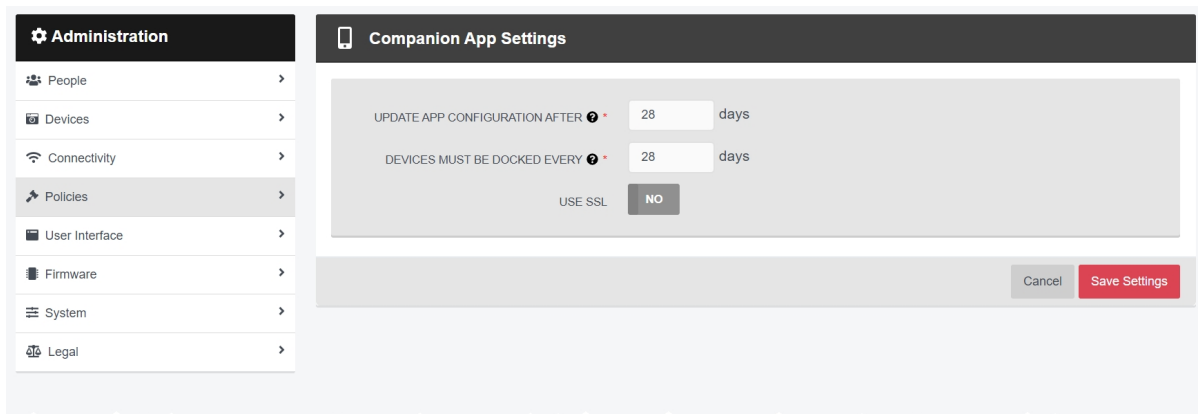 Administration
People
Devices
Connectivity
Policies
User Interface
Firmware
System
Legal
Companion App Settings
UPDATE APP CONFIGURATION AFTER ? * 28 days
DEVICES MUST BE DOCKED EVERY ? * 28 days
USE SSL NO
Cancel Save Settings